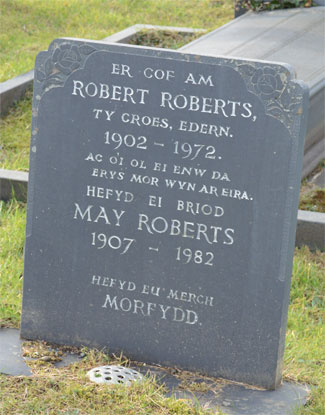 ER COF AM
ROBERT ROBERTS,
TY CROES, EDERN.
1902 – 1972.
AC O'I OL EI ENW DA
ERYS MOR WYN AR EIRA.
HEFYD EI BRIOD
MAY ROBERTS
1907 – 1982
HEFYD EU MERCH
MORFYDD.